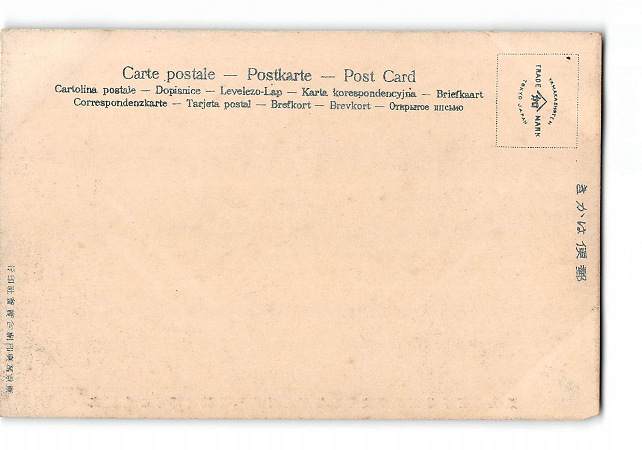 Carte postale — Postkarte — Post Card
Cartolina postale — Dopisnice — Levelezo-Lap — Karta korespondencyjna — Briefkaart
Correspondenzkarte — Tarjeta postal — Brefkort — Brevkort — Открытое письмо
TRADE MARK
TOKYO JAPAN
きかは便郵